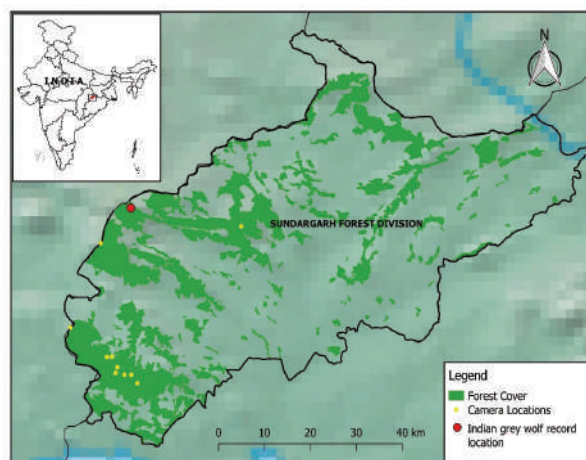 I N D I A
N
SUNDARGARH FOREST DIVISION
Legend
Forest Cover
Camera Locations
Indian grey wolf record
location
0 10 20 30 40 km